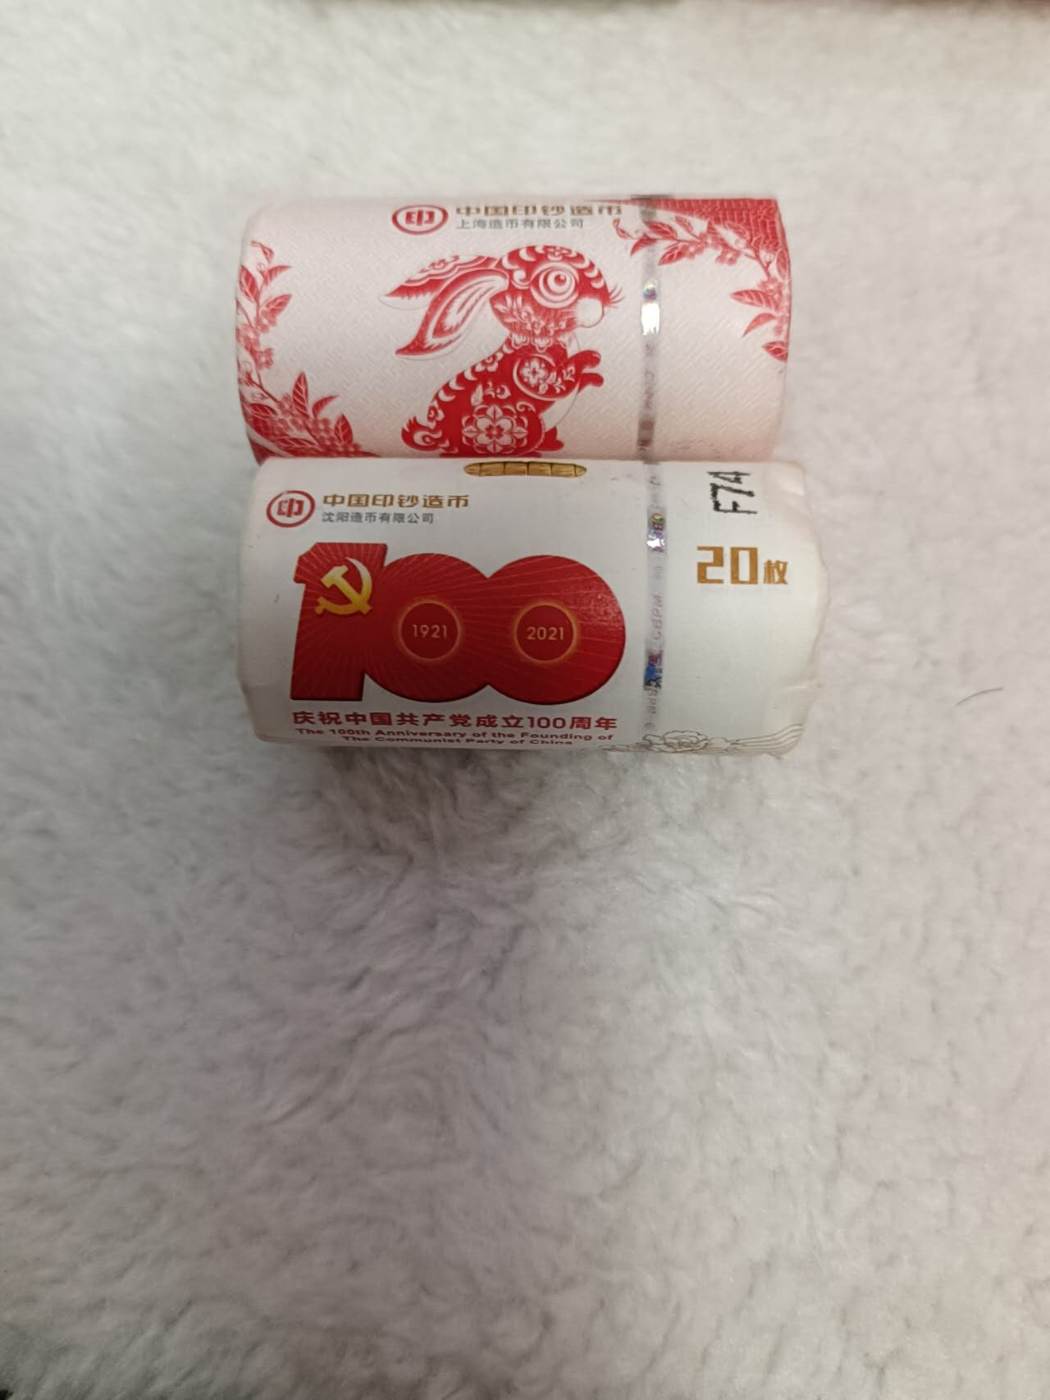 中国印钞造币
上海造币有限公司
中国印钞造币
沈阳造币有限公司
F74
20枚
1921
2021
庆祝中国共产党成立100周年
The 100th Anniversary of the Founding of
The Communist Party of China